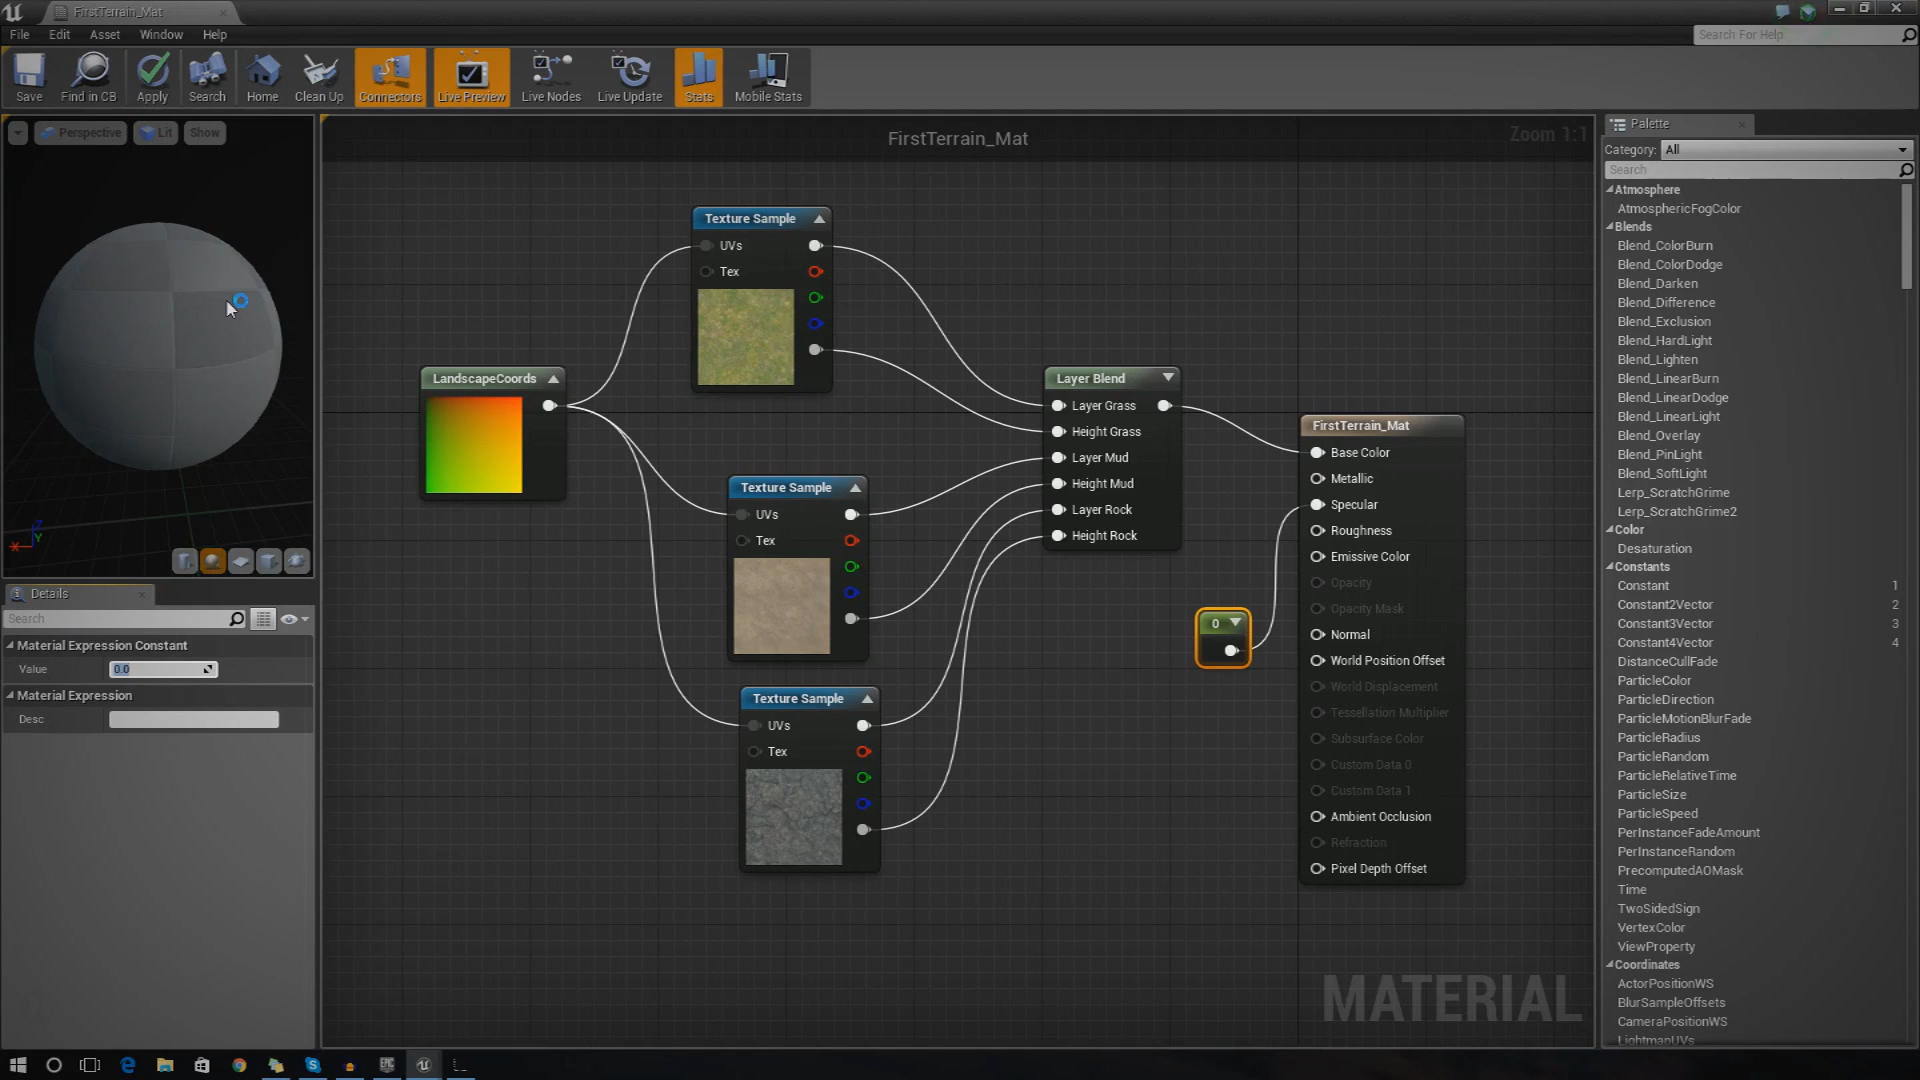 FirstTerrain_Mat
File Edit Asset Window Help
Search For Help
Save Find in CB Apply Search Home Clean Up Connectors Live Preview Live Nodes Live Update Stats Mobile Stats
Perspective Lit Show
FirstTerrain_Mat
Zoom 1:1
Z
Y
X
Details
Search
Material Expression Constant
Value 0.0
Material Expression
Desc
Texture Sample
UVs
Tex
LandscapeCoords
Texture Sample
UVs
Tex
Texture Sample
UVs
Tex
Layer Blend
Layer Grass
Height Grass
Layer Mud
Height Mud
Layer Rock
Height Rock
0
FirstTerrain_Mat
Base Color
Metallic
Specular
Roughness
Emissive Color
Opacity
Opacity Mask
Normal
World Position Offset
World Displacement
Tessellation Multiplier
Subsurface Color
Custom Data 0
Custom Data 1
Ambient Occlusion
Refraction
Pixel Depth Offset
MATERIAL
Palette
Category: All
Search
Atmosphere
AtmosphericFogColor
Blends
Blend_ColorBurn
Blend_ColorDodge
Blend_Darken
Blend_Difference
Blend_Exclusion
Blend_HardLight
Blend_Lighten
Blend_LinearBurn
Blend_LinearDodge
Blend_LinearLight
Blend_Overlay
Blend_PinLight
Blend_SoftLight
Lerp_ScratchGrime
Lerp_ScratchGrime2
Color
Desaturation
Constants
Constant 1
Constant2Vector 2
Constant3Vector 3
Constant4Vector 4
DistanceCullFade
ParticleColor
ParticleDirection
ParticleMotionBlurFade
ParticleRadius
ParticleRandom
ParticleRelativeTime
ParticleSize
ParticleSpeed
PerInstanceFadeAmount
PerInstanceRandom
PrecomputedAOMask
Time
TwoSidedSign
VertexColor
ViewProperty
Coordinates
ActorPositionWS
BlurSampleOffsets
CameraPositionWS
LightmapUVs
EPIC